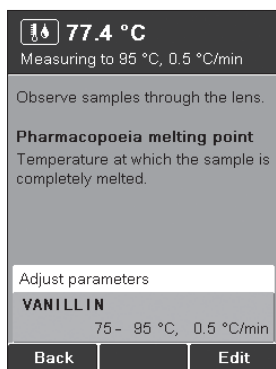 77.4 °C
Measuring to 95 °C, 0.5 °C/min
Observe samples through the lens.
Pharmacopoeia melting point
Temperature at which the sample is
completely melted.
Adjust parameters
VANILLIN
75 - 95 °C, 0.5 °C/min
Back Edit